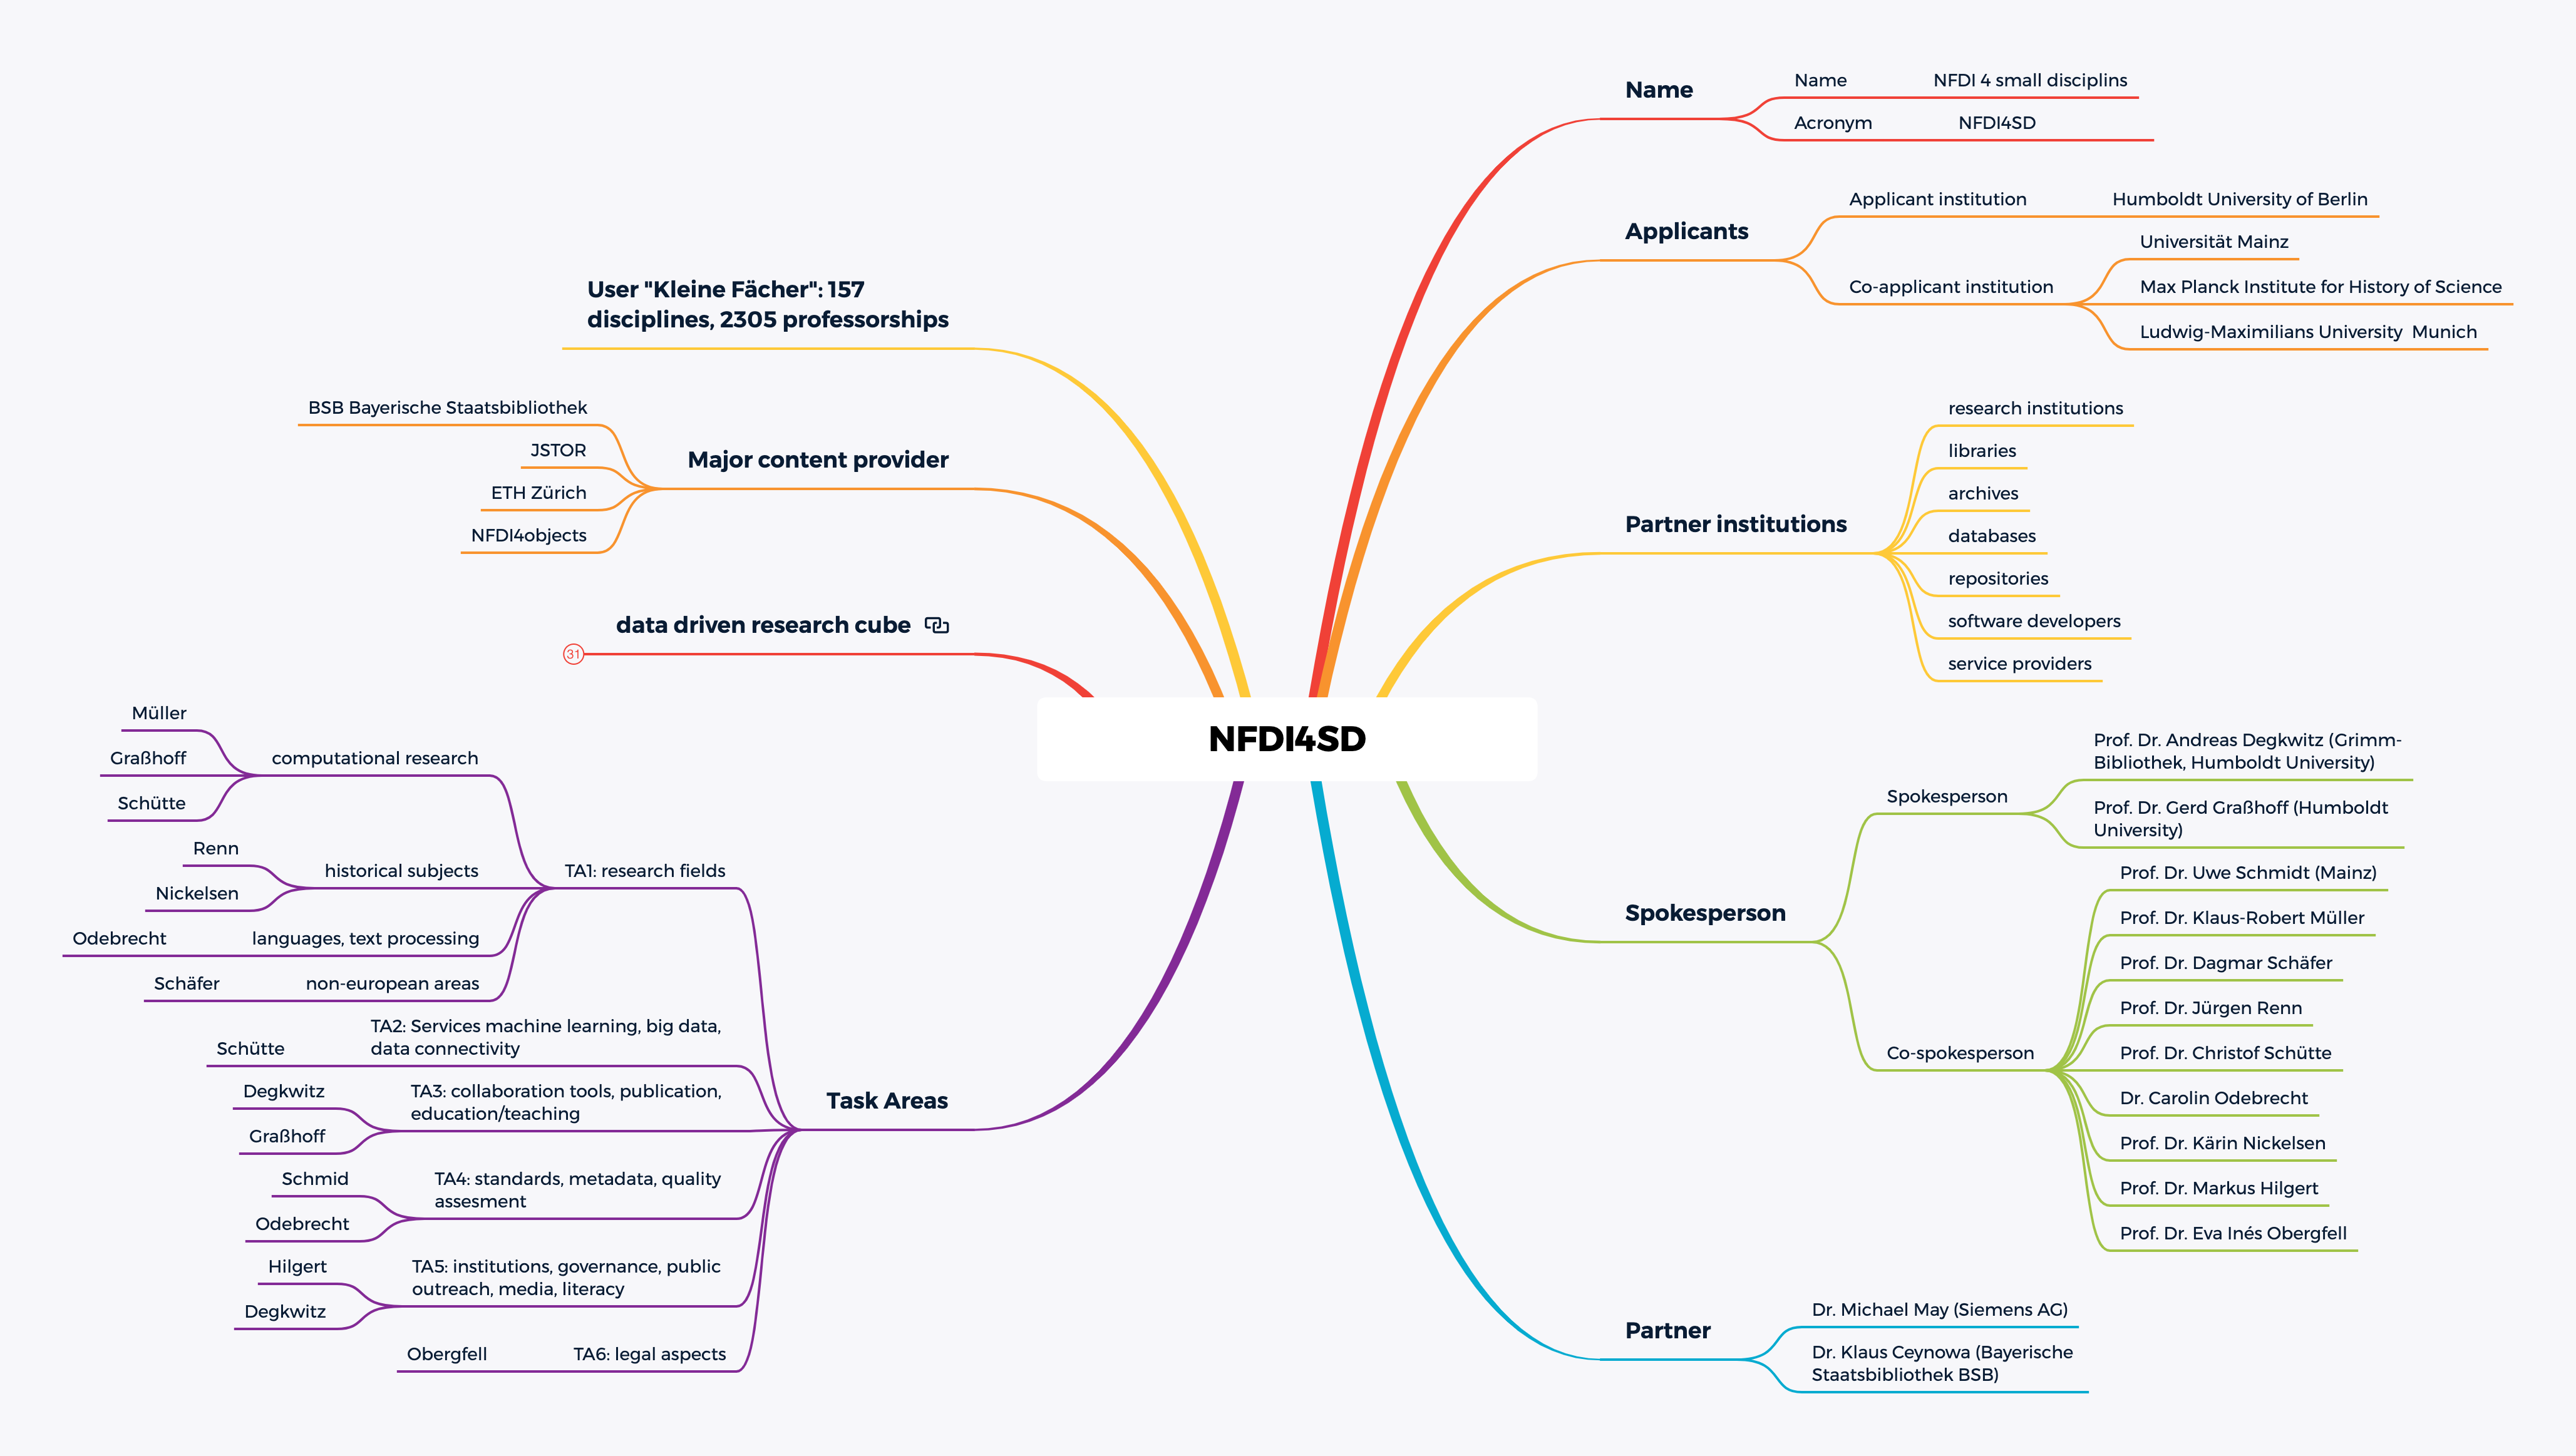 NFDI4SD
Name
Name
NFDI 4 small disciplins
Acronym
NFDI4SD
Applicants
Applicant institution
Humboldt University of Berlin
Co-applicant institution
Universität Mainz
Max Planck Institute for History of Science
Ludwig-Maximilians University Munich
Partner institutions
research institutions
libraries
archives
databases
repositories
software developers
service providers
Spokesperson
Spokesperson
Prof. Dr. Andreas Degkwitz (Grimm-
Bibliothek, Humboldt University)
Prof. Dr. Gerd Graßhoff (Humboldt
University)
Co-spokesperson
Prof. Dr. Uwe Schmidt (Mainz)
Prof. Dr. Klaus-Robert Müller
Prof. Dr. Dagmar Schäfer
Prof. Dr. Jürgen Renn
Prof. Dr. Christof Schütte
Dr. Carolin Odebrecht
Prof. Dr. Kärin Nickelsen
Prof. Dr. Markus Hilgert
Prof. Dr. Eva Inés Obergfell
Partner
Dr. Michael May (Siemens AG)
Dr. Klaus Ceynowa (Bayerische
Staatsbibliothek BSB)
User "Kleine Fächer": 157
disciplines, 2305 professorships
Major content provider
BSB Bayerische Staatsbibliothek
JSTOR
ETH Zürich
NFDI4objects
data driven research cube
31
Task Areas
TA1: research fields
computational research
Müller
Graßhoff
Schütte
historical subjects
Renn
Nickelsen
languages, text processing
Odebrecht
non-european areas
Schäfer
TA2: Services machine learning, big data,
data connectivity
Schütte
TA3: collaboration tools, publication,
education/teaching
Degkwitz
Graßhoff
TA4: standards, metadata, quality
assesment
Schmid
Odebrecht
TA5: institutions, governance, public
outreach, media, literacy
Hilgert
Degkwitz
TA6: legal aspects
Obergfell